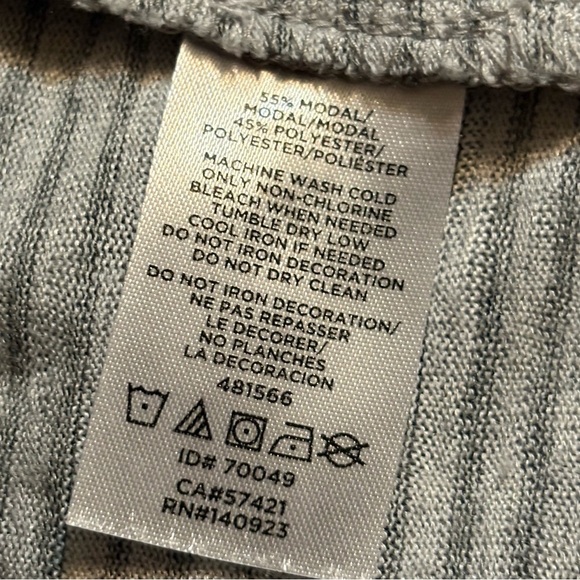 55% MODAL/
MODAL/MODAL
45% POLYESTER/
POLYESTER/POLIÉSTER
MACHINE WASH COLD
ONLY NON-CHLORINE
BLEACH WHEN NEEDED
TUMBLE DRY LOW
COOL IRON IF NEEDED
DO NOT IRON DECORATION
DO NOT DRY CLEAN
DO NOT IRON DECORATION/
NE PAS REPASSER
LE DECORER/
NO PLANCHES
LA DECORACION
481566
ID# 70049
CA#57421
RN#140923